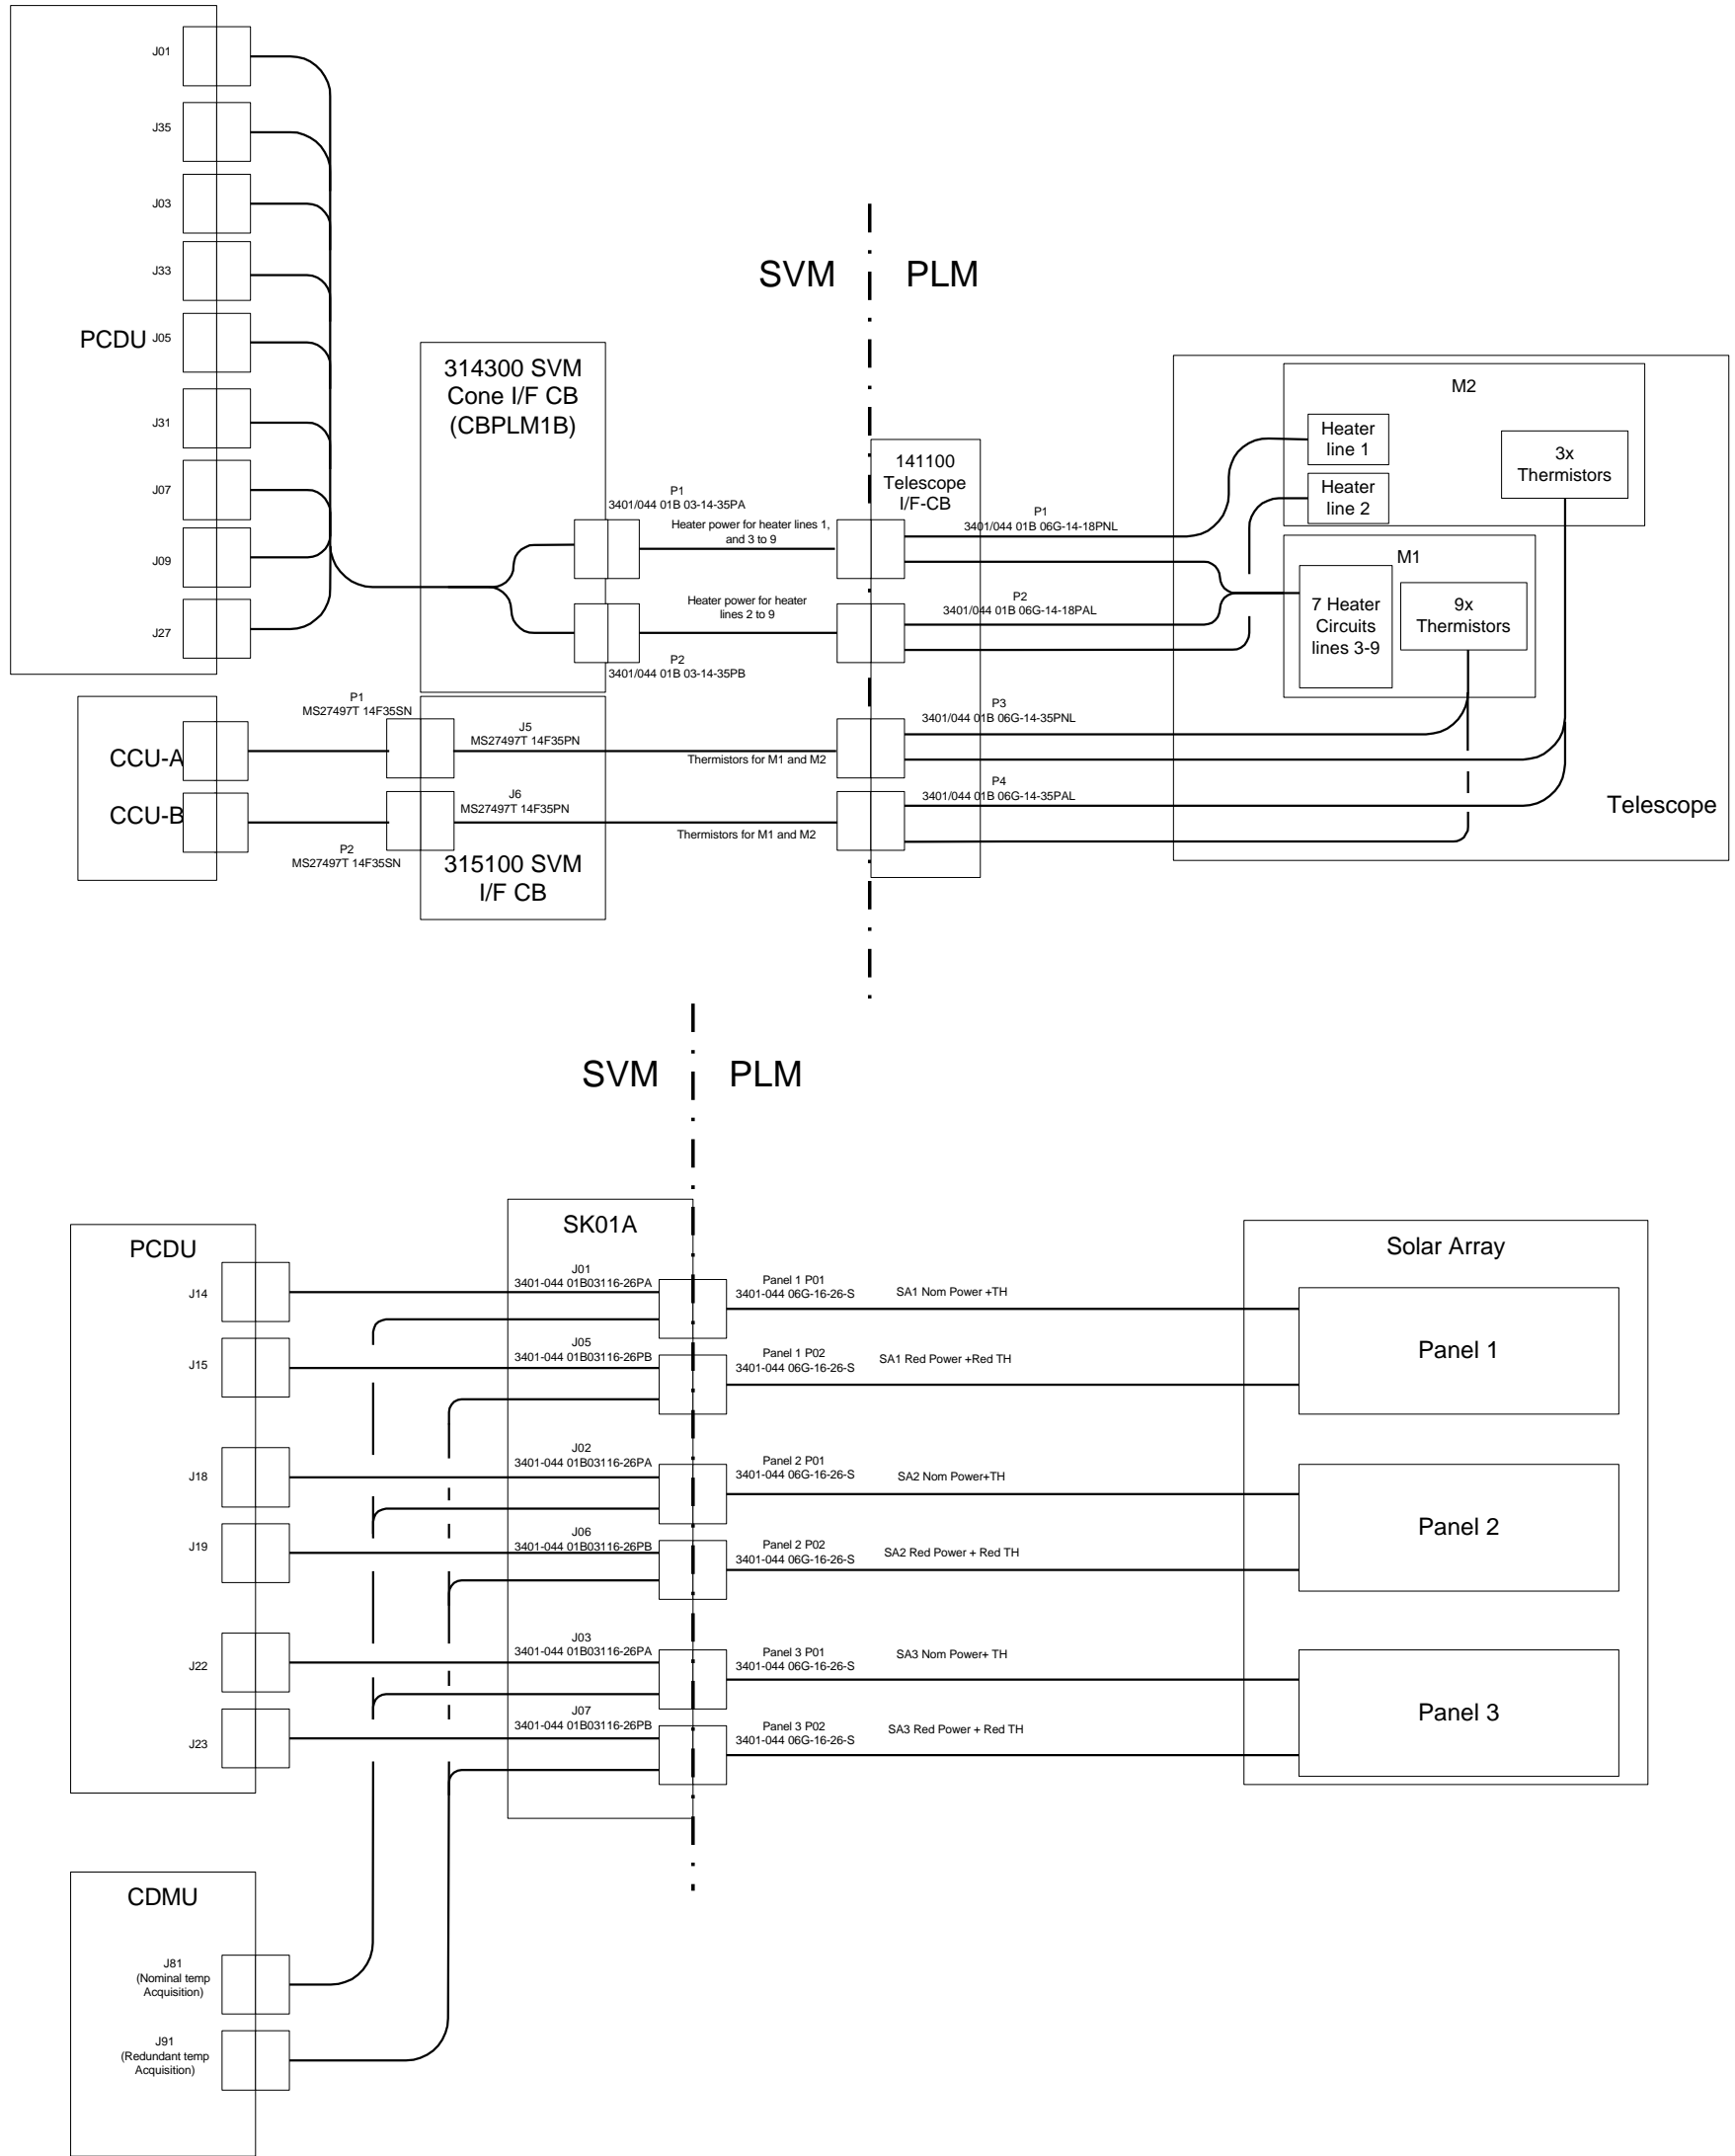 J01
J35
J03
J33
PCDU
J05
J31
J07
J09
J27
SVM
PLM
314300 SVM
Cone I/F CB
(CBPLM1B)
P1
3401/044 01B 03-14-35PA
Heater power for heater lines 1,
and 3 to 9
Heater power for heater
lines 2 to 9
P2
3401/044 01B 03-14-35PB
141100
Telescope
I/F-CB
P1
3401/044 01B 06G-14-18PNL
P2
3401/044 01B 06G-14-18PAL
M2
Heater
line 1
Heater
line 2
3x
Thermistors
M1
7 Heater
Circuits
lines 3-9
9x
Thermistors
Telescope
CCU-A
CCU-B
P1
MS27497T 14F35SN
P2
MS27497T 14F35SN
J5
MS27497T 14F35PN
J6
MS27497T 14F35PN
315100 SVM
I/F CB
Thermistors for M1 and M2
Thermistors for M1 and M2
P3
3401/044 01B 06G-14-35PNL
P4
3401/044 01B 06G-14-35PAL
SVM
PLM
PCDU
J14
J15
J18
J19
J22
J23
SK01A
J01
3401-044 01B03116-26PA
J05
3401-044 01B03116-26PB
J02
3401-044 01B03116-26PA
J06
3401-044 01B03116-26PB
J03
3401-044 01B03116-26PA
J07
3401-044 01B03116-26PB
Panel 1 P01
3401-044 06G-16-26-S
SA1 Nom Power +TH
Panel 1 P02
3401-044 06G-16-26-S
SA1 Red Power +Red TH
Panel 2 P01
3401-044 06G-16-26-S
SA2 Nom Power+TH
Panel 2 P02
3401-044 06G-16-26-S
SA2 Red Power + Red TH
Panel 3 P01
3401-044 06G-16-26-S
SA3 Nom Power+ TH
Panel 3 P02
3401-044 06G-16-26-S
SA3 Red Power + Red TH
Solar Array
Panel 1
Panel 2
Panel 3
CDMU
J81
(Nominal temp
Acquisition)
J91
(Redundant temp
Acquisition)